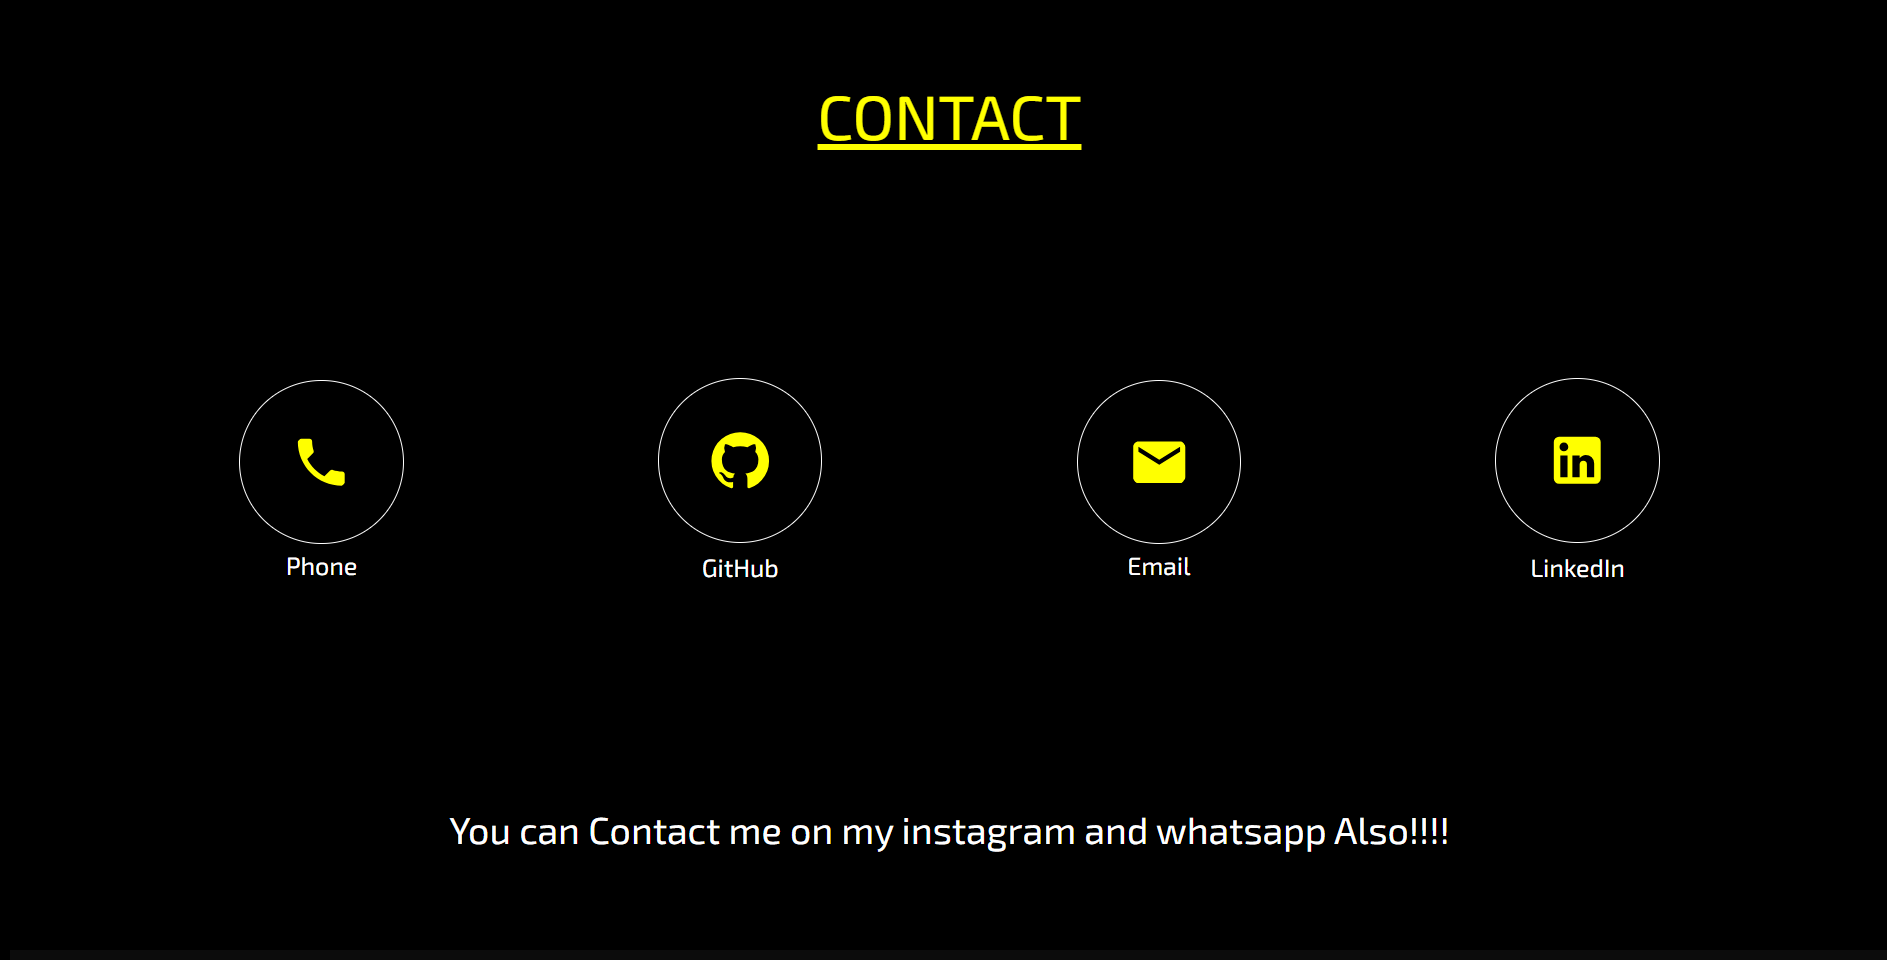 CONTACT
Phone
GitHub
Email
LinkedIn
You can Contact me on my instagram and whatsapp Also!!!!